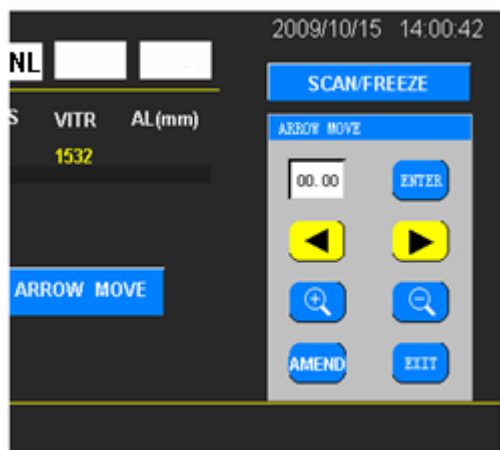 2009/10/15 14:00:42
NL
SCAN/FREEZE
S VITR AL(mm)
ARROW MOVE
1532
00.00 ENTER
ARROW MOVE
AMEND EXIT